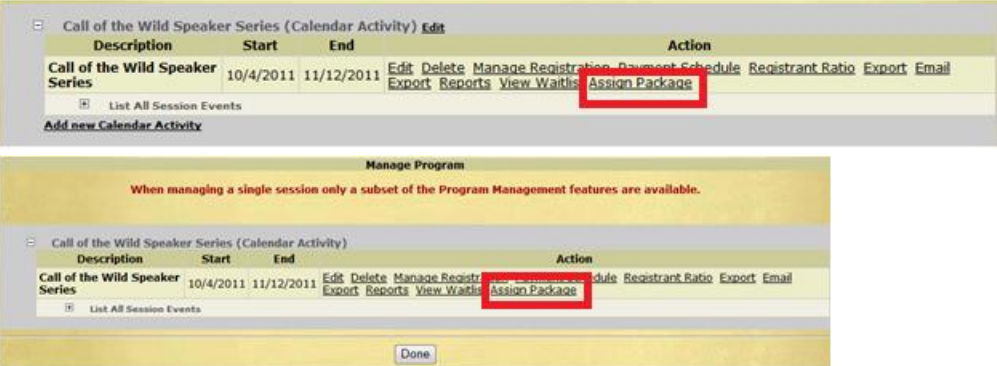 Call of the Wild Speaker Series (Calendar Activity) Edit
Description Start End Action
Call of the Wild Speaker Series 10/4/2011 11/12/2011 Edit Delete Manage Registration Payment Schedule Registrant Ratio Export Email
Export Reports View Waitlis Assign Package
List All Session Events
Add new Calendar Activity
Manage Program
When managing a single session only a subset of the Program Management features are available.
Call of the Wild Speaker Series (Calendar Activity)
Description Start End Action
Call of the Wild Speaker Series 10/4/2011 11/12/2011 Edit Delete Manage Registr dule Registrant Ratio Export Email
Export Reports View Waitlis Assign Package
List All Session Events
Done